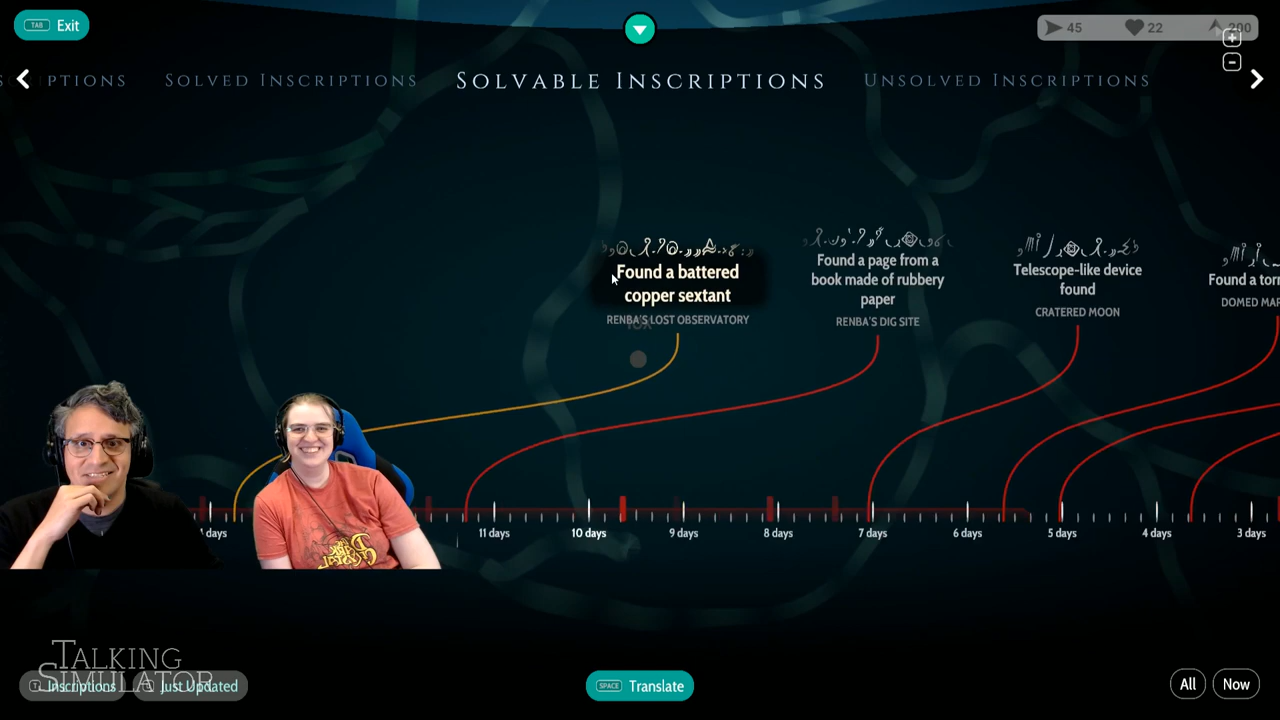 TAB Exit
45 22 200
SOLVED INSCRIPTIONS
SOLVABLE INSCRIPTIONS
UNSOLVED INSCRIPTIONS
Found a battered
copper sextant
RENBA'S LOST OBSERVATORY
Found a page from a
book made of rubbery
paper
RENBA'S DIG SITE
Telescope-like device
found
CRATERED MOON
Found a
DOMED
days
11 days
10 days
9 days
8 days
7 days
6 days
5 days
4 days
3 days
TALKING
SIMULATOR
Inscriptions
Just Updated
SPACE Translate
All
Now